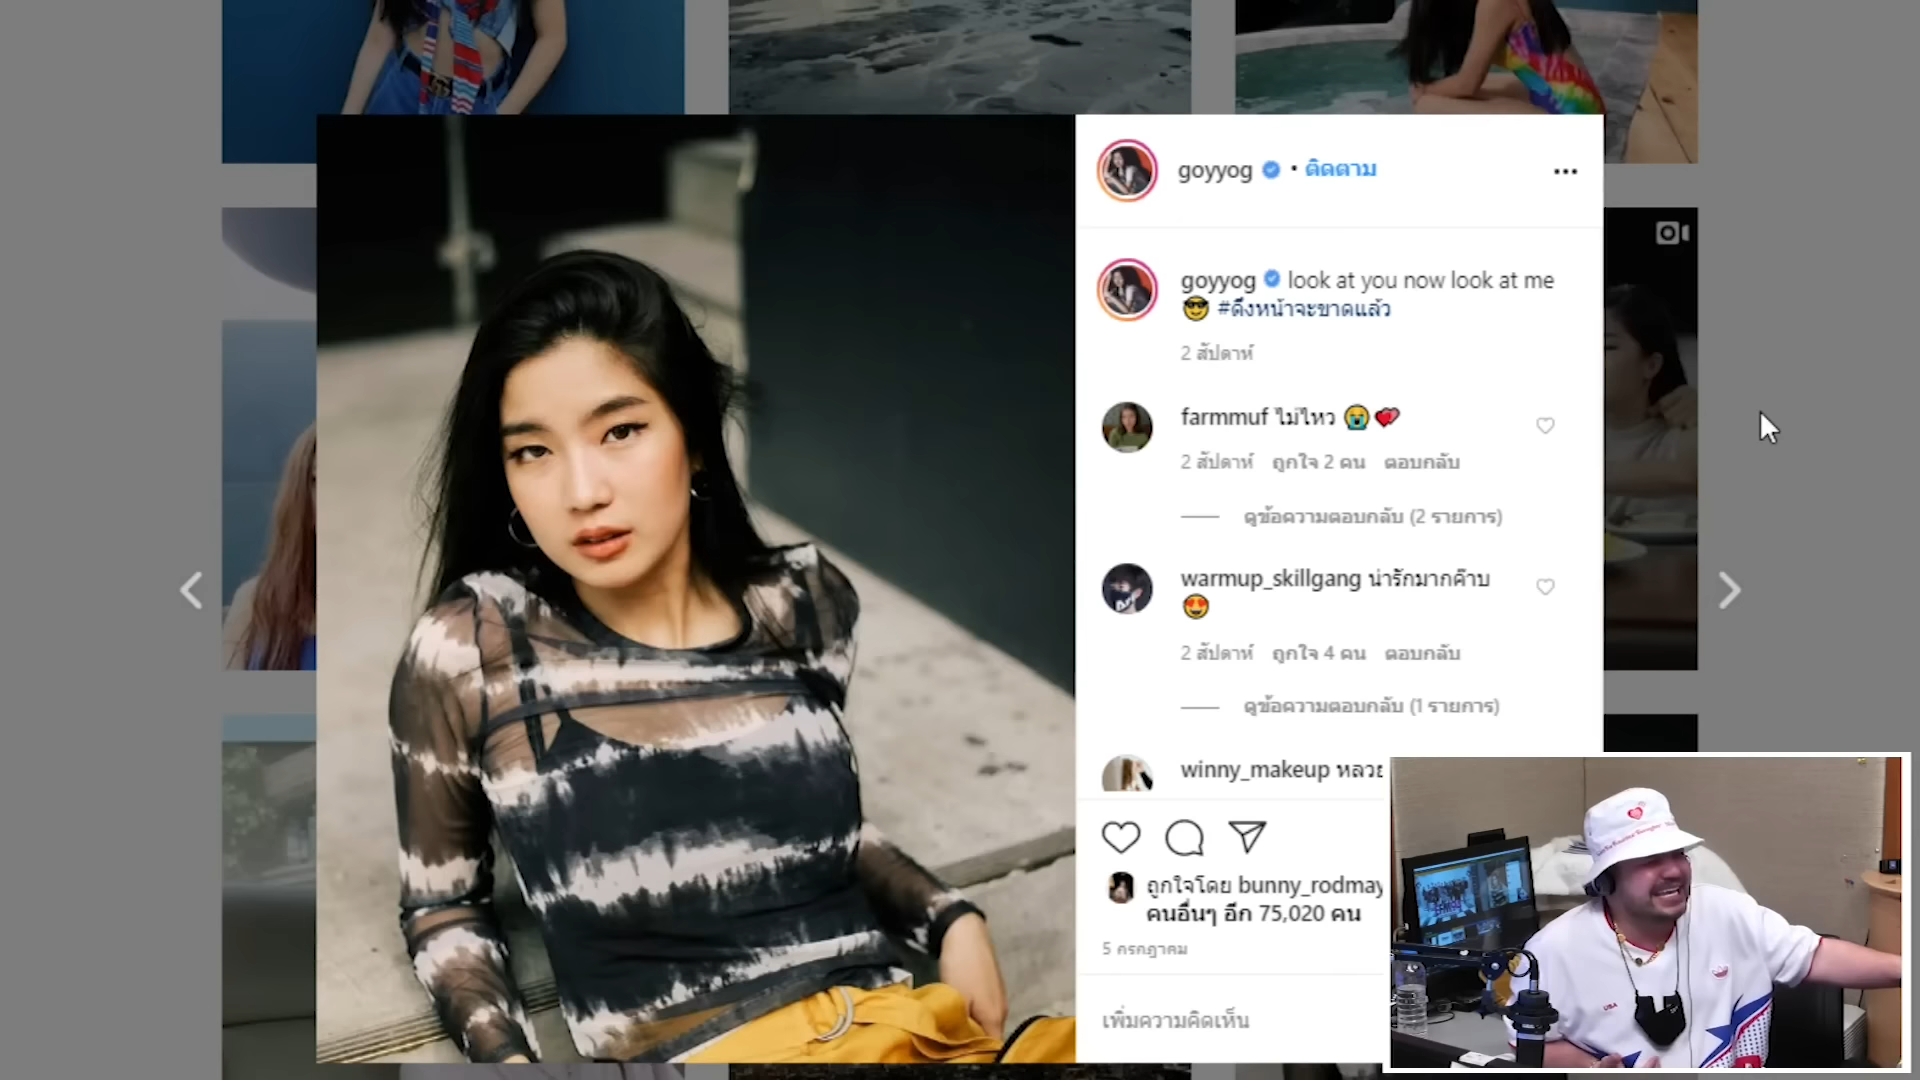 goyyog • ติดตาม
goyyog look at you now look at me
😎 #ดึงหน้าจะขาดแล้ว
2 สัปดาห์
farmmuf ไม่ไหว 😭💕
2 สัปดาห์ ถูกใจ 2 คน ตอบกลับ
ดูข้อความตอบกลับ (2 รายการ)
warmup_skillgang น่ารักมากค๊าบ
😍
2 สัปดาห์ ถูกใจ 4 คน ตอบกลับ
ดูข้อความตอบกลับ (1 รายการ)
winny_makeup หลวย
ถูกใจโดย bunny_rodmay
คนอื่นๆ อีก 75,020 คน
5 กรกฎาคม
เพิ่มความคิดเห็น
USA